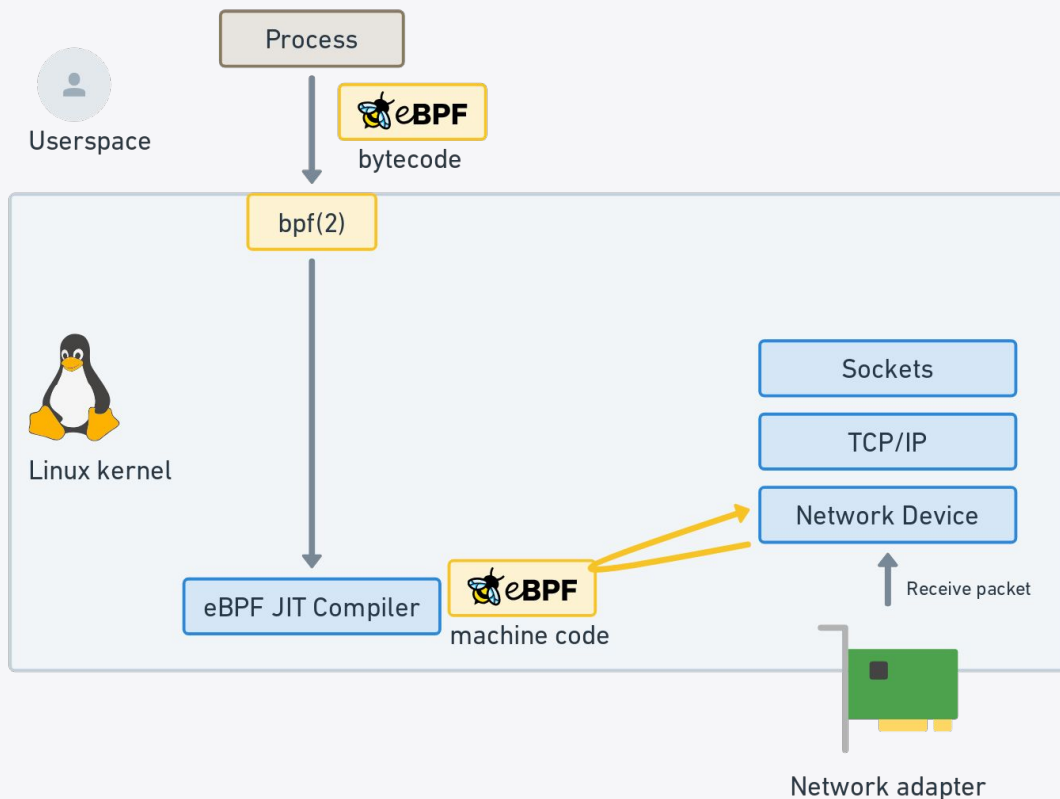 Process
eBPF
bytecode
Userspace
bpf(2)
Sockets
TCP/IP
Linux kernel
Network Device
eBPF JIT Compiler
eBPF
machine code
Receive packet
Network adapter